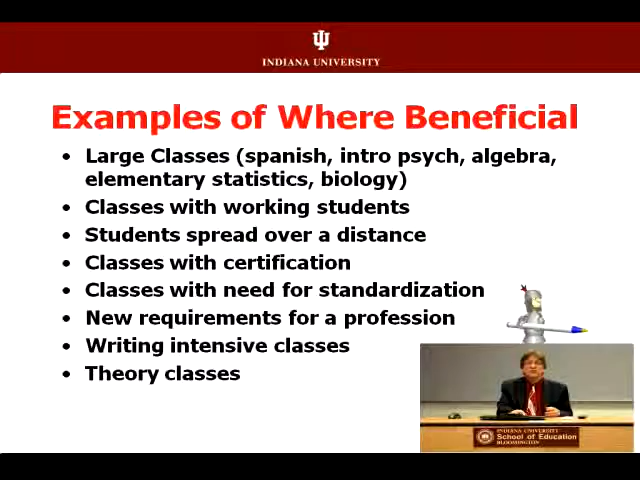 INDIANA UNIVERSITY
Examples of Where Beneficial
• Large Classes (spanish, intro psych, algebra,
elementary statistics, biology)
• Classes with working students
• Students spread over a distance
• Classes with certification
• Classes with need for standardization
• New requirements for a profession
• Writing intensive classes
• Theory classes
INDIANA UNIVERSITY
School of Education
BLOOMINGTON